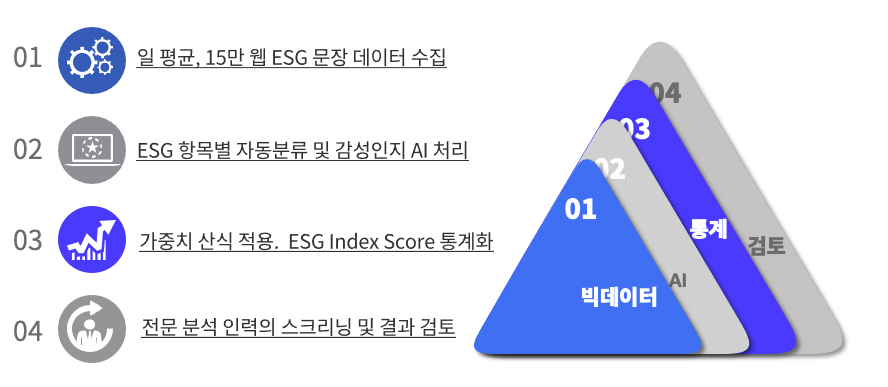 01 일 평균, 15만 웹 ESG 문장 데이터 수집
02 ESG 항목별 자동분류 및 감성인지 AI 처리
03 가중치 산식 적용. ESG Index Score 통계화
04 전문 분석 인력의 스크리닝 및 결과 검토
04
03
02
01
통계
검토
AI
빅데이터